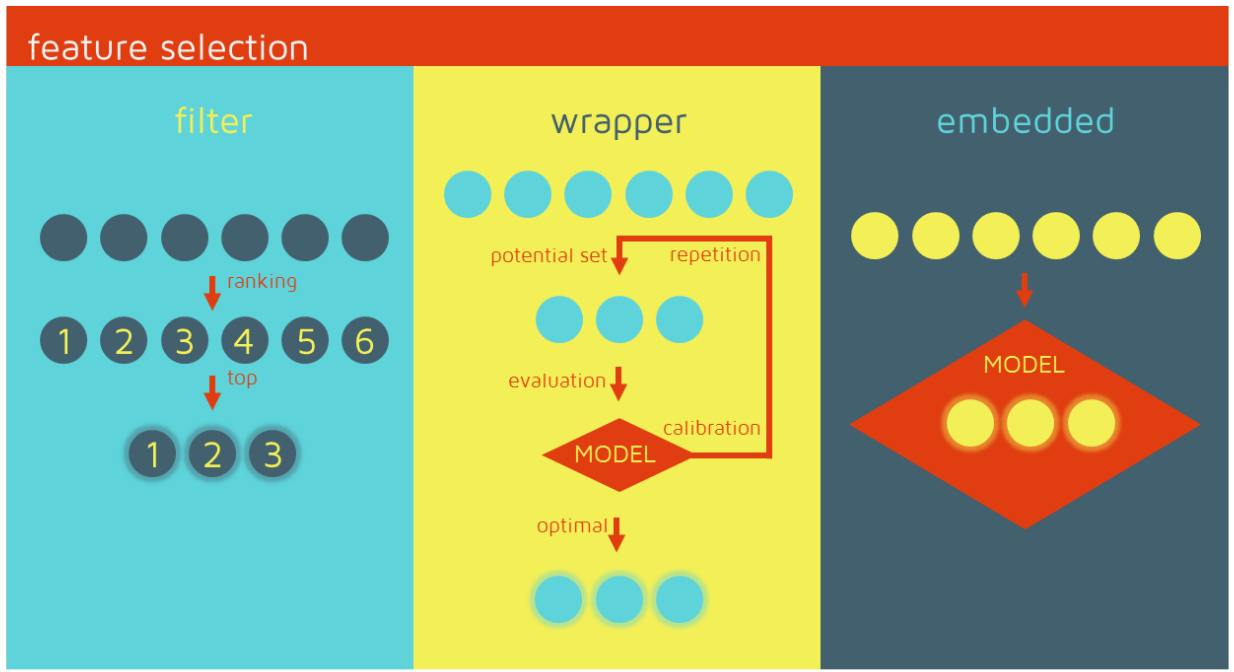 feature selection
filter
ranking
1 2 3 4 5 6
top
1 2 3
wrapper
potential set
repetition
evaluation
calibration
MODEL
optimal
embedded
MODEL